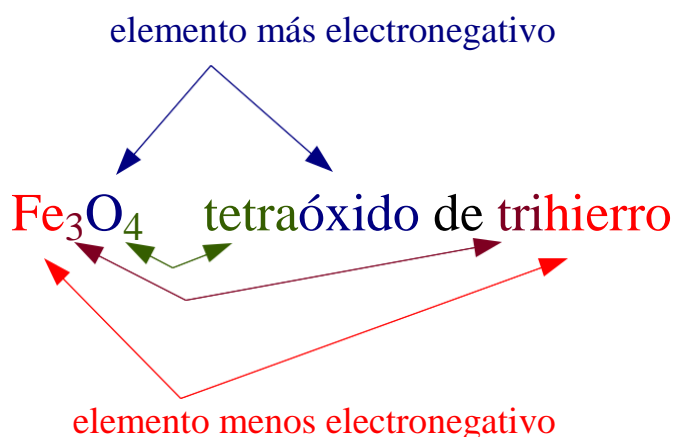 elemento más electronegativo
Fe₃O₄ tetraóxido de trihierro
elemento menos electronegativo